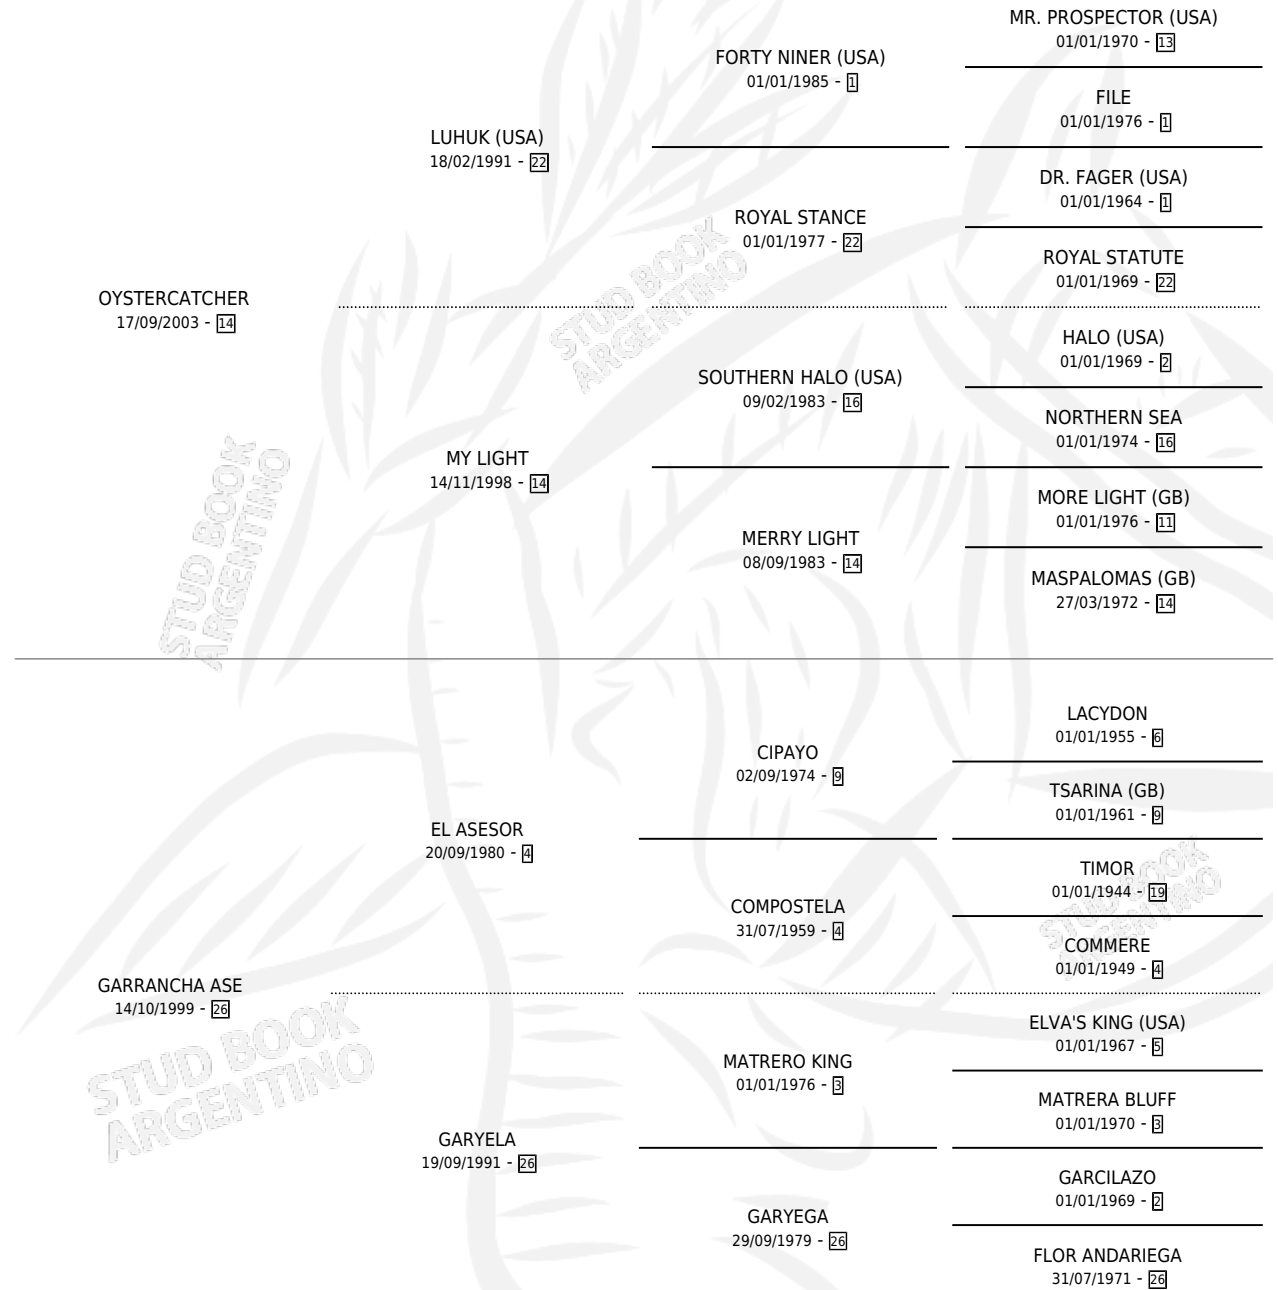 MR. PROSPECTOR (USA)
01/01/1970 - 13
FORTY NINER (USA)
01/01/1985 - 1
FILE
01/01/1976 - 1
LUHUK (USA)
18/02/1991 - 22
DR. FAGER (USA)
01/01/1964 - 1
ROYAL STANCE
01/01/1977 - 22
ROYAL STATUTE
01/01/1969 - 22
OYSTERCATCHER
17/09/2003 - 14
STUD BOOK
ARGENTINO
HALO (USA)
01/01/1969 - 2
SOUTHERN HALO (USA)
09/02/1983 - 16
NORTHERN SEA
01/01/1974 - 16
MY LIGHT
14/11/1998 - 14
MORE LIGHT (GB)
01/01/1976 - 11
MERRY LIGHT
08/09/1983 - 14
MASPALOMAS (GB)
27/03/1972 - 14
STUD BOOK
ARGENTINO
LACYDON
01/01/1955 - 6
CIPAYO
02/09/1974 - 9
TSARINA (GB)
01/01/1961 - 9
EL ASESOR
20/09/1980 - 4
TIMOR
01/01/1944 - 19
COMPOSTELA
31/07/1959 - 4
STUD BOOK
ARGENTINO
COMMERE
01/01/1949 - 4
GARRANCHA ASE
14/10/1999 - 26
STUD BOOK
ARGENTINO
ELVA'S KING (USA)
01/01/1967 - 5
MATRERO KING
01/01/1976 - 3
MATRERA BLUFF
01/01/1970 - 3
GARYELA
19/09/1991 - 26
GARCILAZO
01/01/1969 - 2
GARYEGA
29/09/1979 - 26
FLOR ANDARIEGA
31/07/1971 - 26